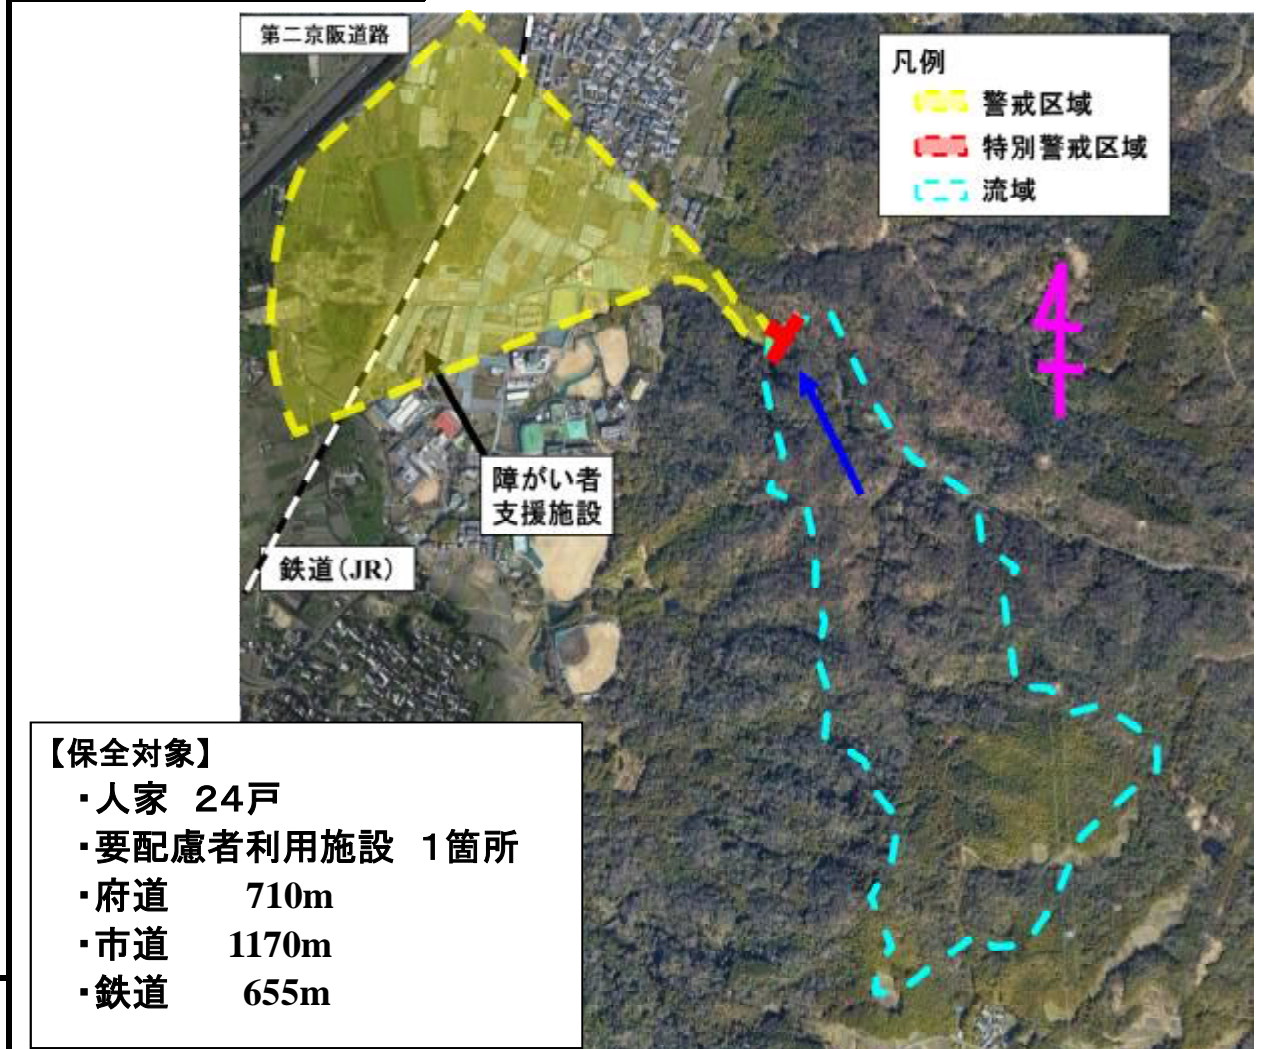 第二京阪道路
凡例
警戒区域
特別警戒区域
流域
障がい者
支援施設
鉄道(JR)
【保全対象】
・人家 24戸
・要配慮者利用施設 1箇所
・府道 710m
・市道 1170m
・鉄道 655m